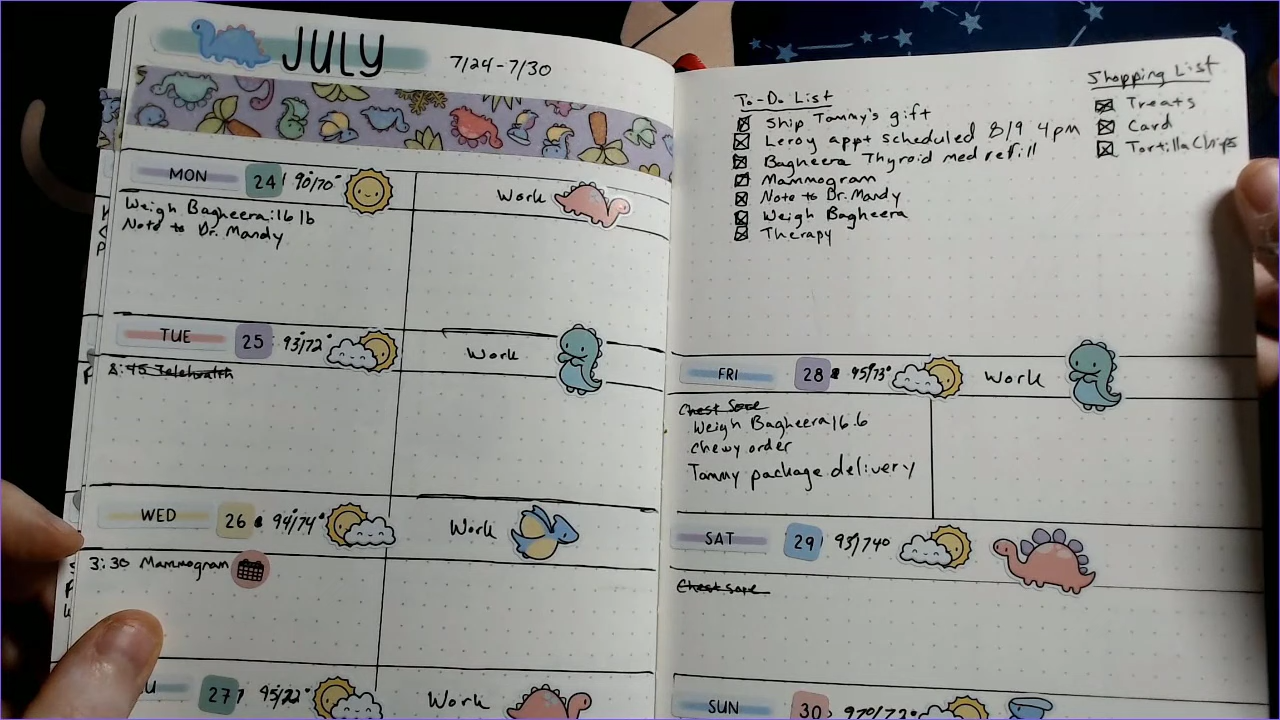 JULY 7/24-7/30
MON 24 90°/70° Work
Weigh Bagheera: 16 lb
Note to Dr. Mandy
TUE 25 93/72° Work
8:45 Telehealth
WED 26 94°/74° Work
3:30 Mammogram
U 27 Work
To-Do List
Ship Tommy's gift
Leroy appt scheduled 8/9 4pm
Bagheera Thyroid med refill
Mammogram
Note to Dr. Mandy
Weigh Bagheera
Therapy
Shopping List
Treats
Card
Tortilla Chips
FRI 28 95/73° Work
Chest Sore
Weigh Bagheera 16.6
chewy order
Tammy package delivery
SAT 29 93/74°
Chest sore
SUN 30 97°/73°